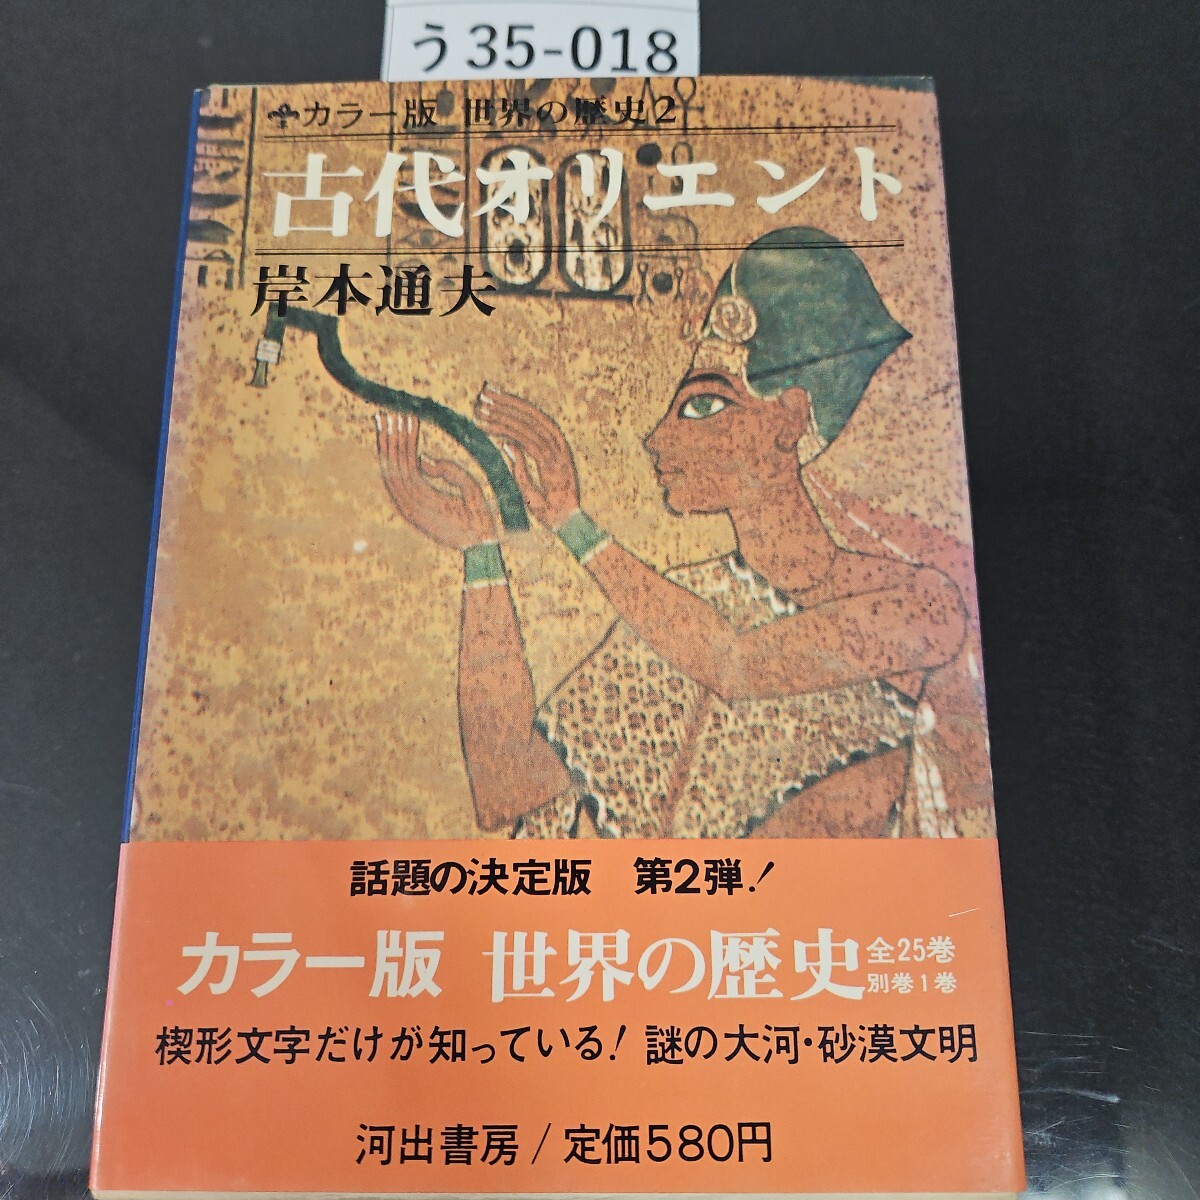 う35-018
カラー版 世界の歴史2
古代オリエント
岸本通夫
話題の決定版 第2弾!
カラー版 世界の歴史 全25巻 別巻1巻
楔形文字だけが知っている! 謎の大河・砂漠文明
河出書房/定価580円